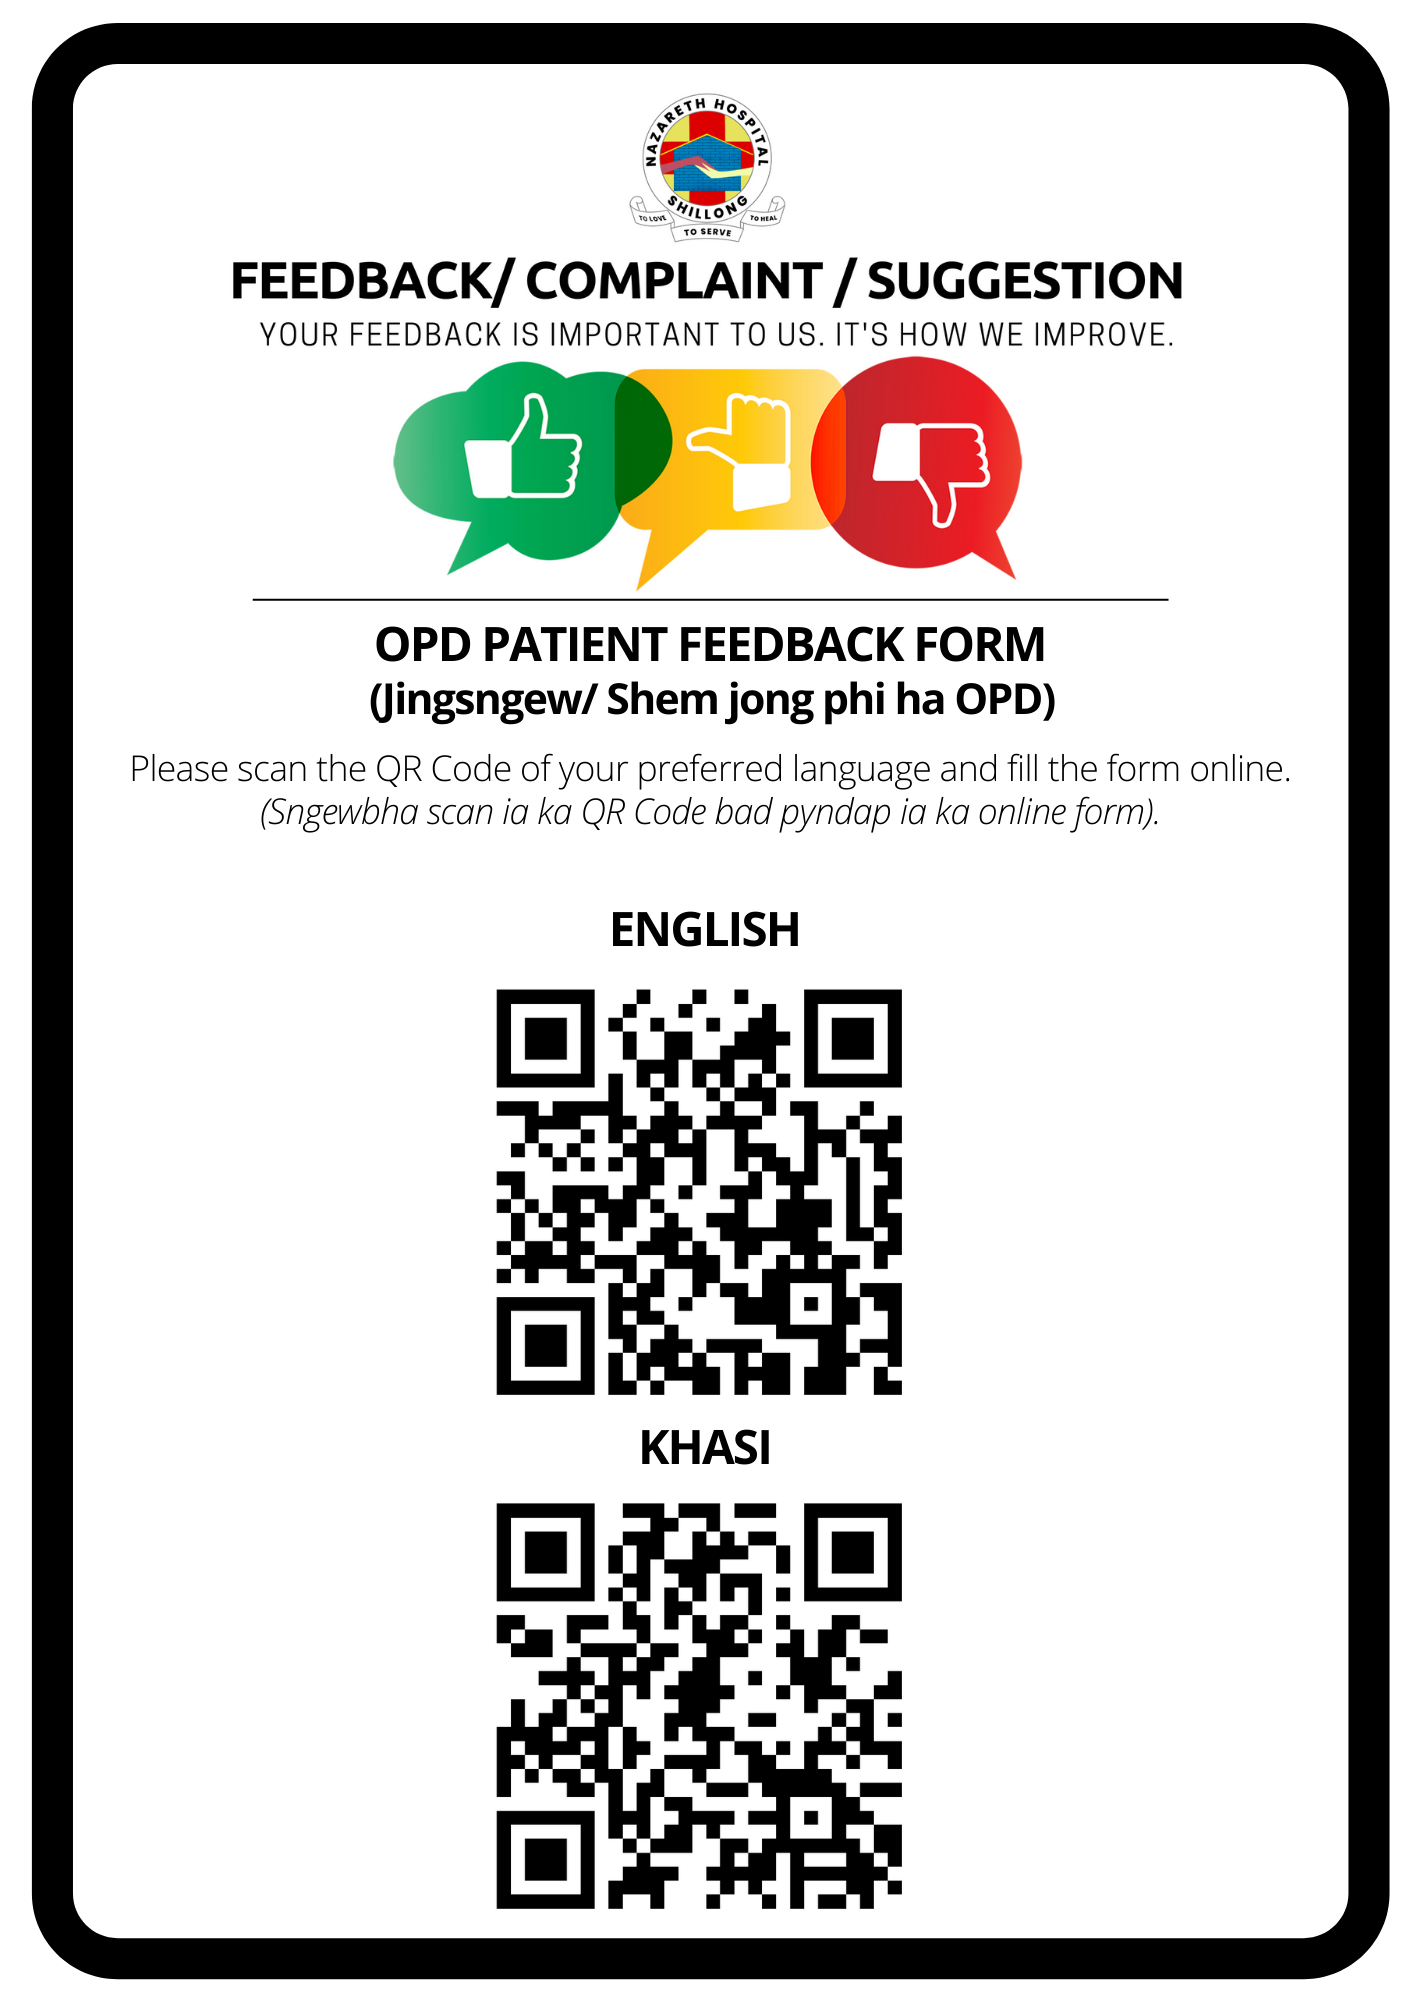 NAZARETH HOSPITAL
SHILLONG
TO LOVE
TO SERVE
TO HEAL
FEEDBACK/ COMPLAINT / SUGGESTION
YOUR FEEDBACK IS IMPORTANT TO US. IT'S HOW WE IMPROVE.
OPD PATIENT FEEDBACK FORM
(Jingsngew/ Shem jong phi ha OPD)
Please scan the QR Code of your preferred language and fill the form online.
(Sngewbha scan ia ka QR Code bad pyndap ia ka online form).
ENGLISH
KHASI